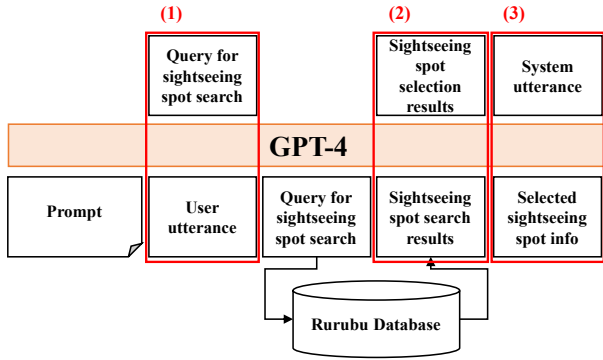 (1)
(2)
(3)
Query for
sightseeing
spot search
Sightseeing
spot
selection
results
System
utterance
GPT-4
Prompt
User
utterance
Query for
sightseeing
spot search
Sightseeing
spot search
results
Selected
sightseeing
spot info
Rurubu Database